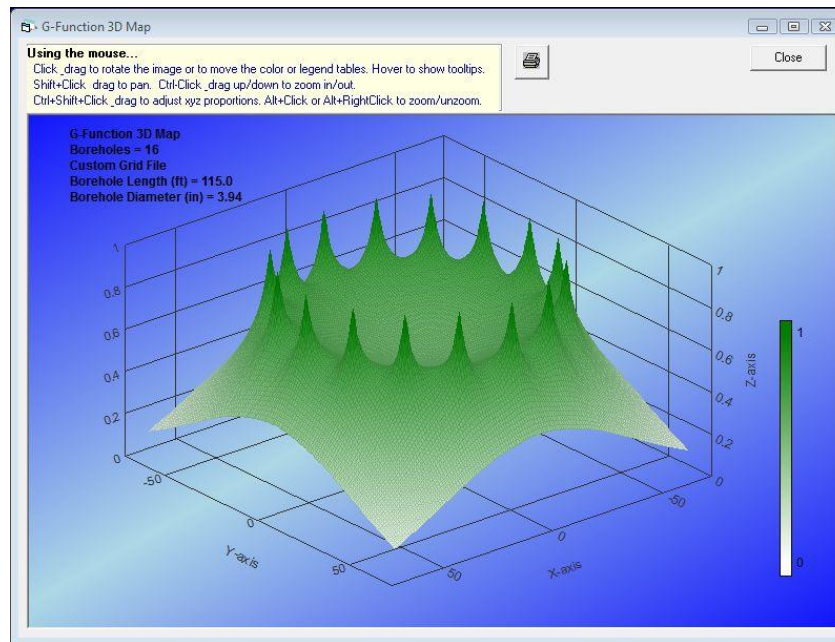 G-Function 3D Map
Using the mouse...
Click _drag to rotate the image or to move the color or legend tables. Hover to show tooltips.
Shift+Click drag to pan. Ctrl-Click _drag up/down to zoom in/out.
Ctrl+Shift+Click _drag to adjust xyz proportions. Alt+Click or Alt+RightClick to zoom/unzoom.
Close
G-Function 3D Map
Boreholes = 16
Custom Grid File
Borehole Length (ft) = 115.0
Borehole Diameter (in) = 3.94
1
0.8
0.6
0.4
0.2
0
-50
0
50
Y-axis
50
0
-50
X-axis
1
0.8
0.6
0.4
0.2
0
Z-axis
1
0